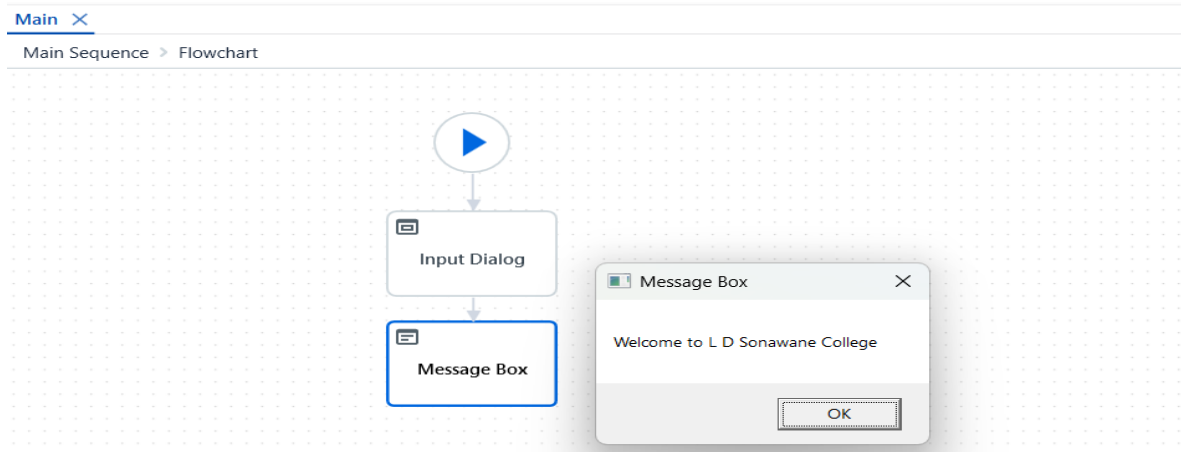 Main
Main Sequence > Flowchart
Input Dialog
Message Box
Message Box
Welcome to L D Sonawane College
OK